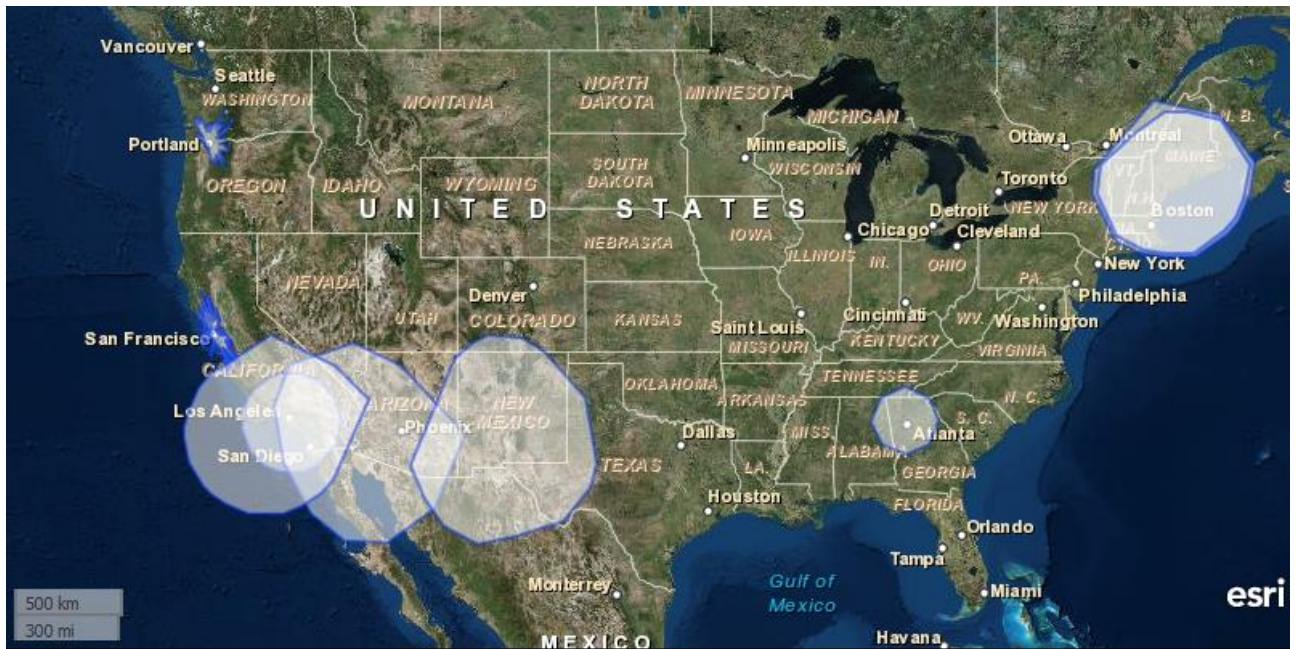 Vancouver
Seattle
WASHINGTON
Portland
OREGON
IDAHO
MONTANA
NORTH
DAKOTA
MINNESOTA
MICHIGAN
Minneapolis
WISCONSIN
SOUTH
DAKOTA
WYOMING
UNITED STATES
Ottawa
Montréal
N. B.
MAINE
VT.
N.H.
Toronto
NEW YORK
Boston
Detroit
Chicago
Cleveland
NEBRASKA
IOWA
ILLINOIS
IN.
OHIO
PA.
New York
Philadelphia
NEVADA
UTAH
Denver
COLORADO
KANSAS
Saint Louis
MISSOURI
Cincinnati
WV.
Washington
KENTUCKY
VIRGINIA
San Francisco
CALIFORNIA
Los Angeles
San Diego
ARIZONA
Phoenix
NEW
MEXICO
OKLAHOMA
ARKANSAS
TENNESSEE
N. C.
S. C.
Atlanta
MISS.
ALABAMA
GEORGIA
Dallas
TEXAS
LA.
Houston
FLORIDA
Orlando
Tampa
Miami
Monterrey
Gulf of
Mexico
Havana
MEXICO
500 km
300 mi
esri